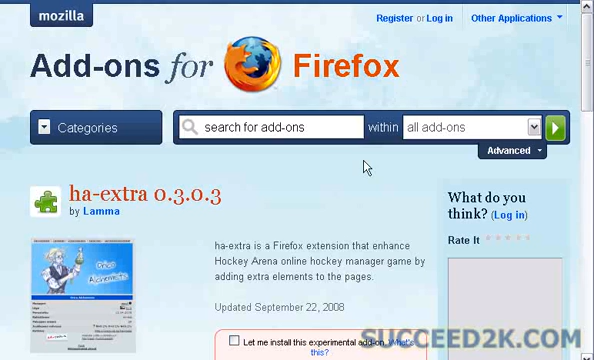 mozilla
Register or Log in
Other Applications
Add-ons for Firefox
Categories
search for add-ons
within
all add-ons
Advanced
ha-extra 0.3.0.3
by Lamma
ha-extra is a Firefox extension that enhance
Hockey Arena online hockey manager game by
adding extra elements to the pages.
Updated September 22, 2008
Let me install this experimental add-on. What's
this?
What do you
think? (Log in)
Rate It
SUCCEED2K.COM